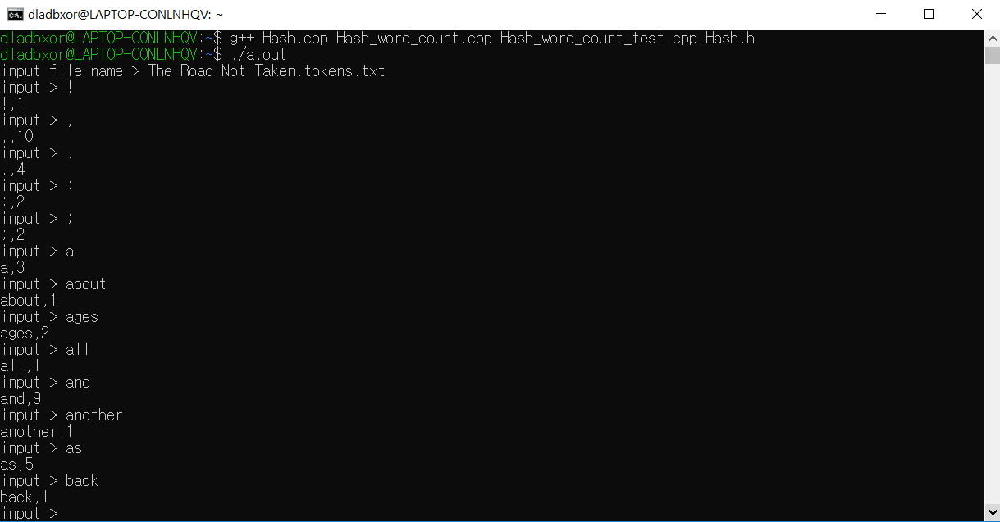 dladbxor@LAPTOP-CONLNHQV: ~
dladbxor@LAPTOP-CONLNHQV:~$ g++ Hash.cpp Hash_word_count.cpp Hash_word_count_test.cpp Hash.h
dladbxor@LAPTOP-CONLNHQV:~$ ./a.out
input file name > The-Road-Not-Taken.tokens.txt
input > !
!,1
input > ,
,,10
input > .
.,4
input > :
:,2
input > ;
;,2
input > a
a,3
input > about
about,1
input > ages
ages,2
input > all
all,1
input > and
and,9
input > another
another,1
input > as
as,5
input > back
back,1
input >